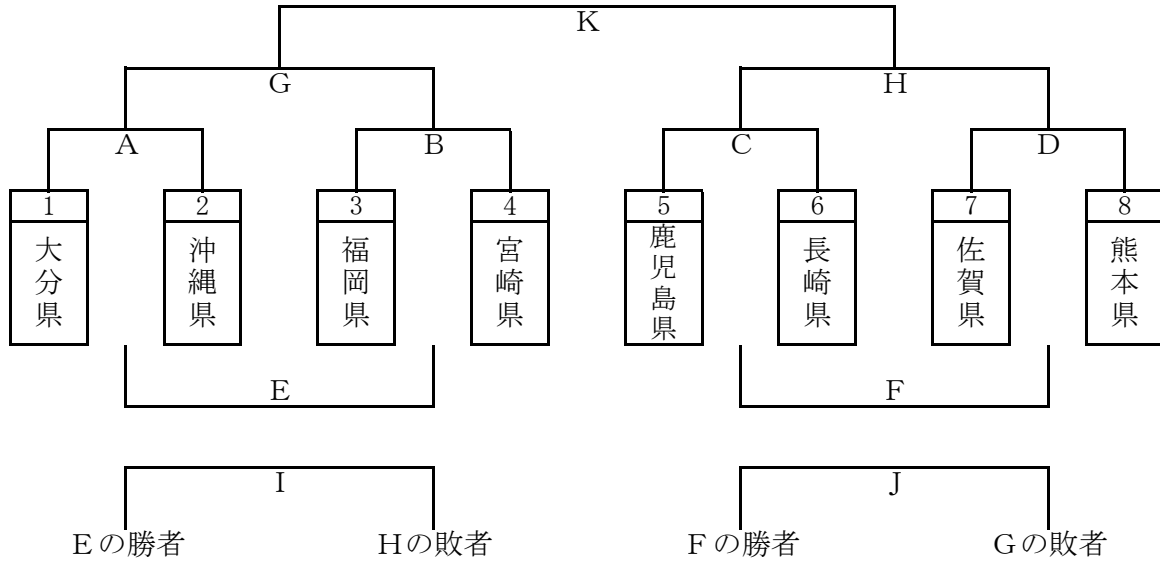 K
G H
A B C D
1 2 3 4 5 6 7 8
大分県 沖縄県 福岡県 宮崎県 鹿児島県 長崎県 佐賀県 熊本県
E F
I J
Eの勝者 Hの敗者 Fの勝者 Gの敗者